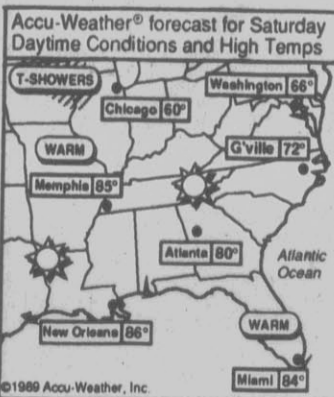 Accu-Weather® forecast for Saturday
Daytime Conditions and High Temps
T-SHOWERS
Washington 66°
Chicago 60°
G'ville 72°
WARM
Memphis 85°
Atlanta 80°
Atlantic
Ocean
New Orleans 86°
WARM
Miami 84°
©1989 Accu-Weather, Inc.